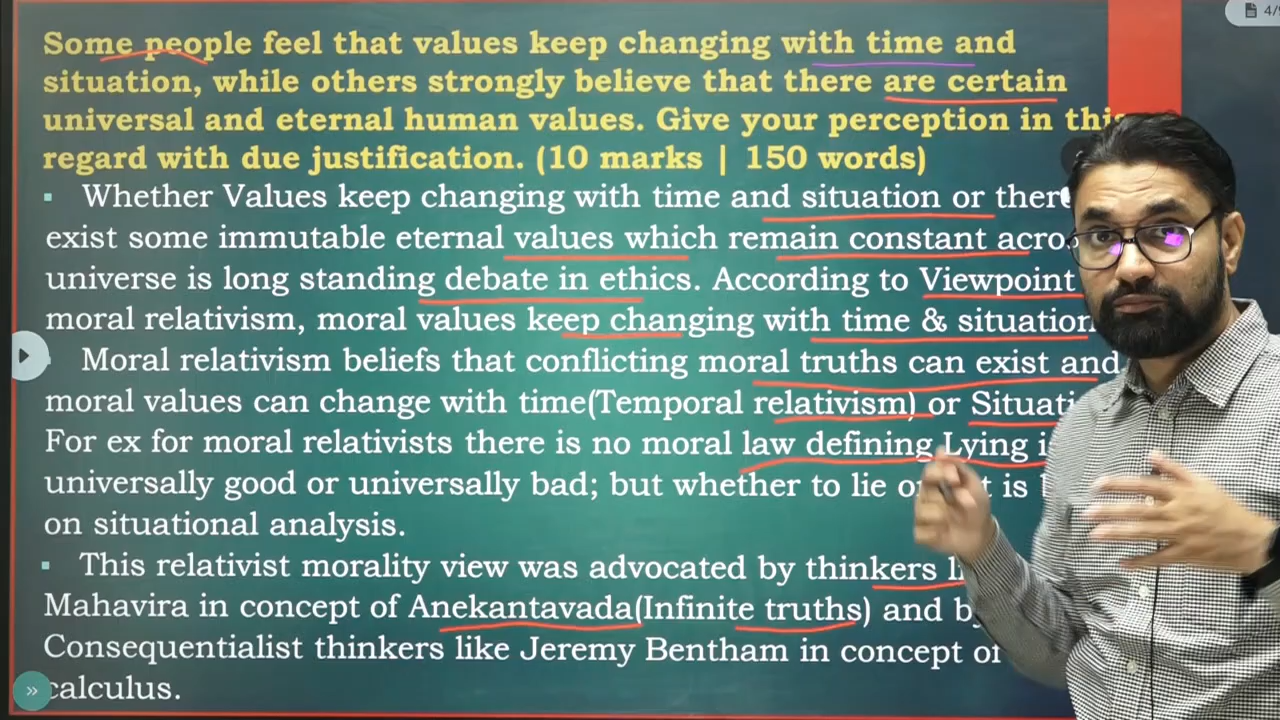 4/
Some people feel that values keep changing with time and
situation, while others strongly believe that there are certain
universal and eternal human values. Give your perception in this
regard with due justification. (10 marks | 150 words)
▪ Whether Values keep changing with time and situation or there
exist some immutable eternal values which remain constant
universe is long standing debate in ethics. According to Viewpoint
moral relativism, moral values keep changing with time & situation
Moral relativism beliefs that conflicting moral truths can exist and
moral values can change with time(Temporal relativism) or
For ex for moral relativists there is no moral law defining Lying
universally good or universally bad; but whether to lie is
on situational analysis.
▪ This relativist morality view was advocated by thinkers
Mahavira in concept of Anekantavada(Infinite truths) and
Consequentialist thinkers like Jeremy Bentham in concept of
calculus.
»